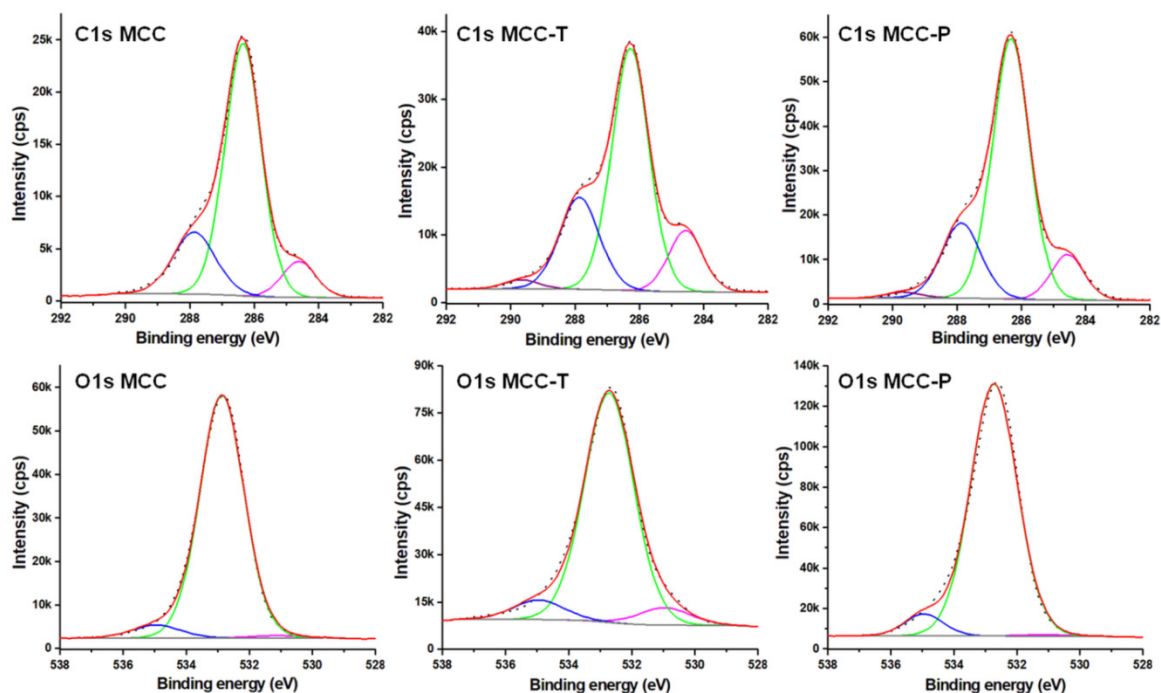 C1s MCC
Intensity (cps)
25k
20k
15k
10k
5k
0
292 290 288 286 284 282
Binding energy (eV)
C1s MCC-T
Intensity (cps)
40k
30k
20k
10k
0
292 290 288 286 284 282
Binding energy (eV)
C1s MCC-P
Intensity (cps)
60k
50k
40k
30k
20k
10k
0
292 290 288 286 284 282
Binding energy (eV)
O1s MCC
Intensity (cps)
60k
50k
40k
30k
20k
10k
0
538 536 534 532 530 528
Binding energy (eV)
O1s MCC-T
Intensity (cps)
90k
75k
60k
45k
30k
15k
0
538 536 534 532 530 528
Binding energy (eV)
O1s MCC-P
Intensity (cps)
140k
120k
100k
80k
60k
40k
20k
0
538 536 534 532 530 528
Binding energy (eV)